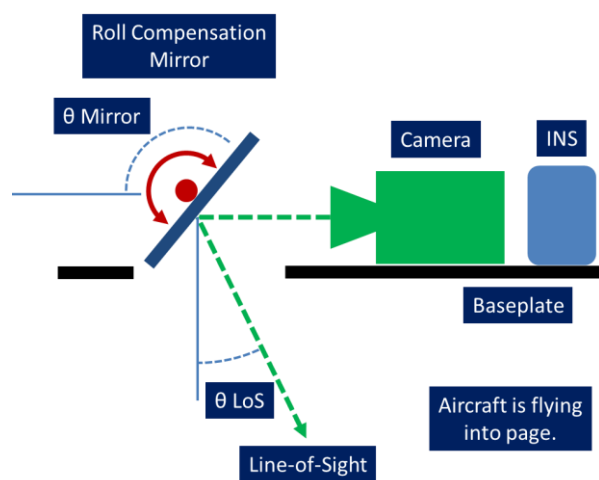 Roll Compensation
Mirror
θ Mirror
Camera
INS
Baseplate
θ LoS
Aircraft is flying
into page.
Line-of-Sight